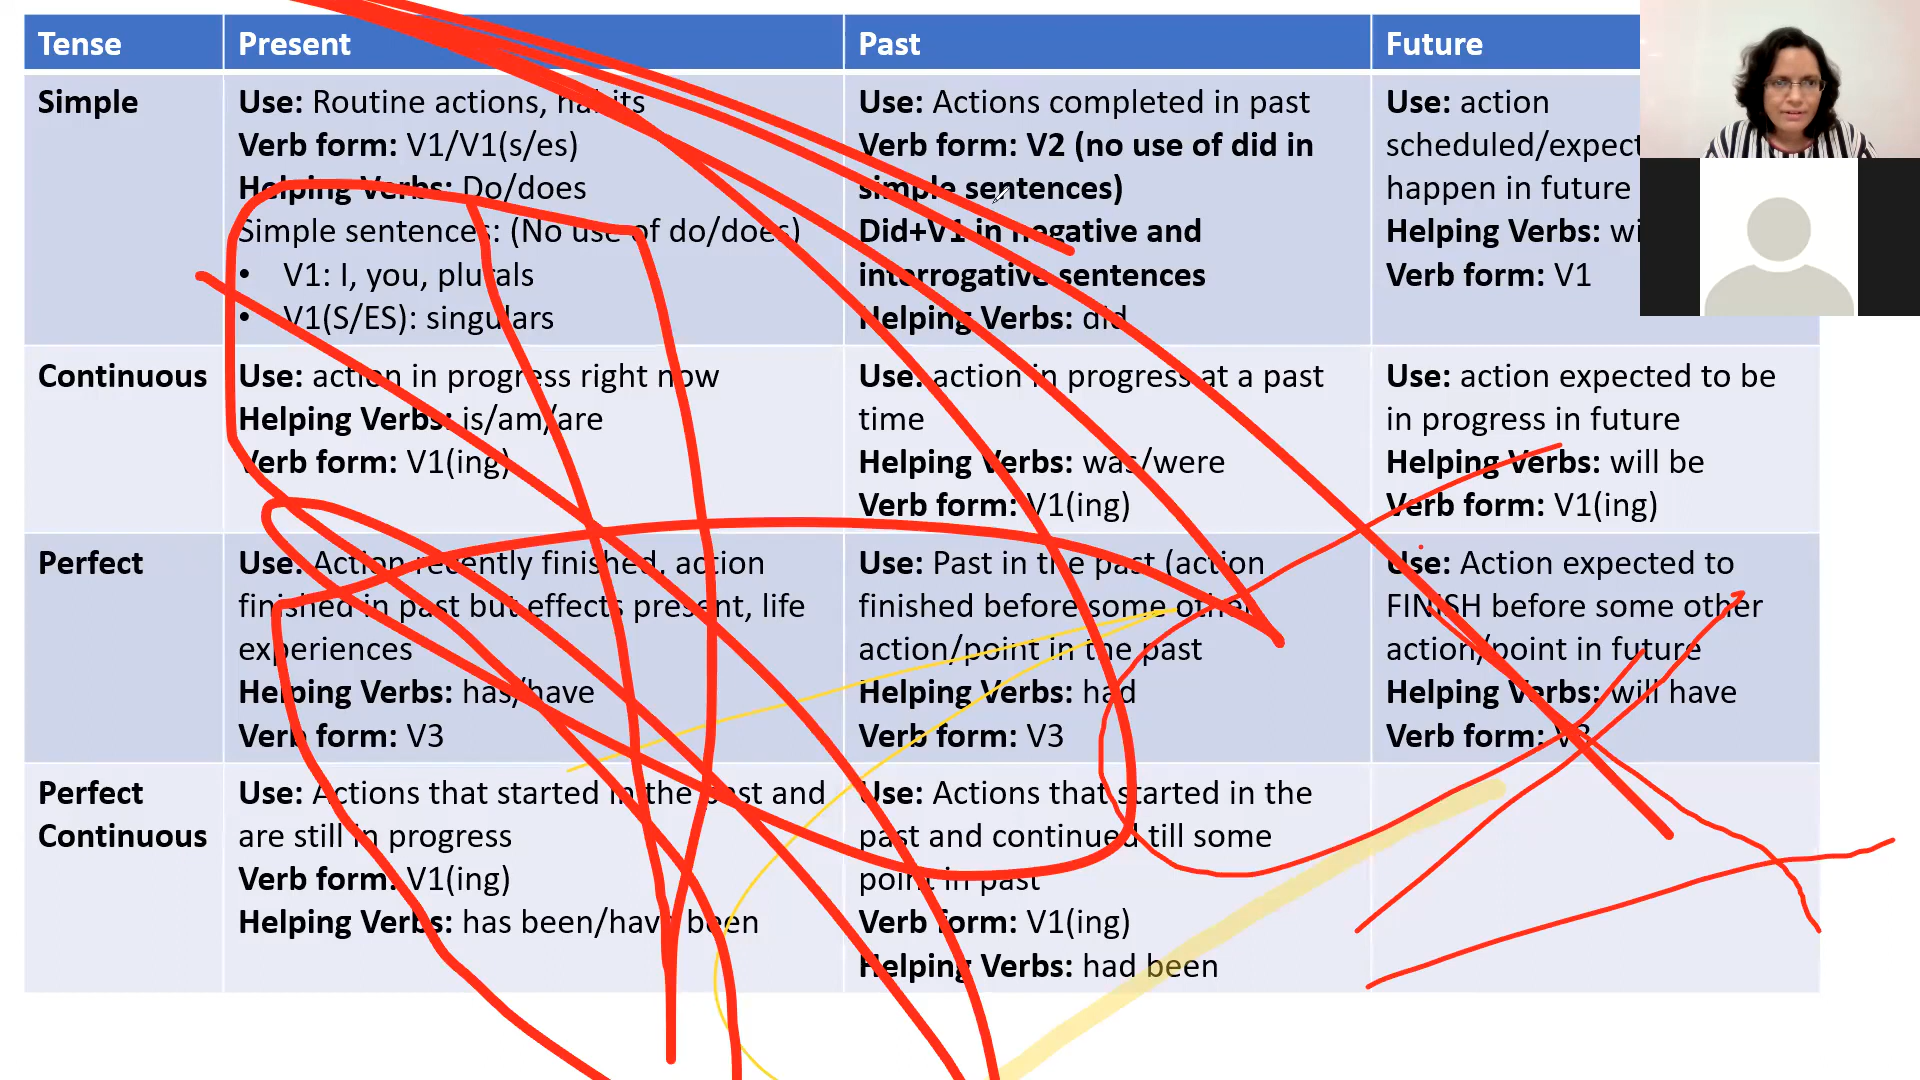 Tense Present Past Future
Simple
Use: Routine actions, habits
Verb form: V1/V1(s/es)
Helping Verbs: Do/does
Simple sentences: (No use of do/does)
• V1: I, you, plurals
• V1(S/ES): singulars
Use: Actions completed in past
Verb form: V2 (no use of did in
simple sentences)
Did+V1 in negative and
interrogative sentences
Helping Verbs: did
Use: action
scheduled/expect
happen in future
Helping Verbs:
Verb form: V1
Continuous
Use: action in progress right now
Helping Verbs: is/am/are
Verb form: V1(ing)
Use: action in progress at a past
time
Helping Verbs: was/were
Verb form: V1(ing)
Use: action expected to be
in progress in future
Helping Verbs: will be
Verb form: V1(ing)
Perfect
Use: Action recently finished, action
finished in past but effects present, life
experiences
Helping Verbs: has/have
Verb form: V3
Use: Past in the past (action
finished before some other
action/point in the past
Helping Verbs: had
Verb form: V3
Use: Action expected to
FINISH before some other
action/point in future
Helping Verbs: will have
Verb form: V3
Perfect
Continuous
Use: Actions that started in the past and
are still in progress
Verb form: V1(ing)
Helping Verbs: has been/have been
Use: Actions that started in the
past and continued till some
point in past
Verb form: V1(ing)
Helping Verbs: had been